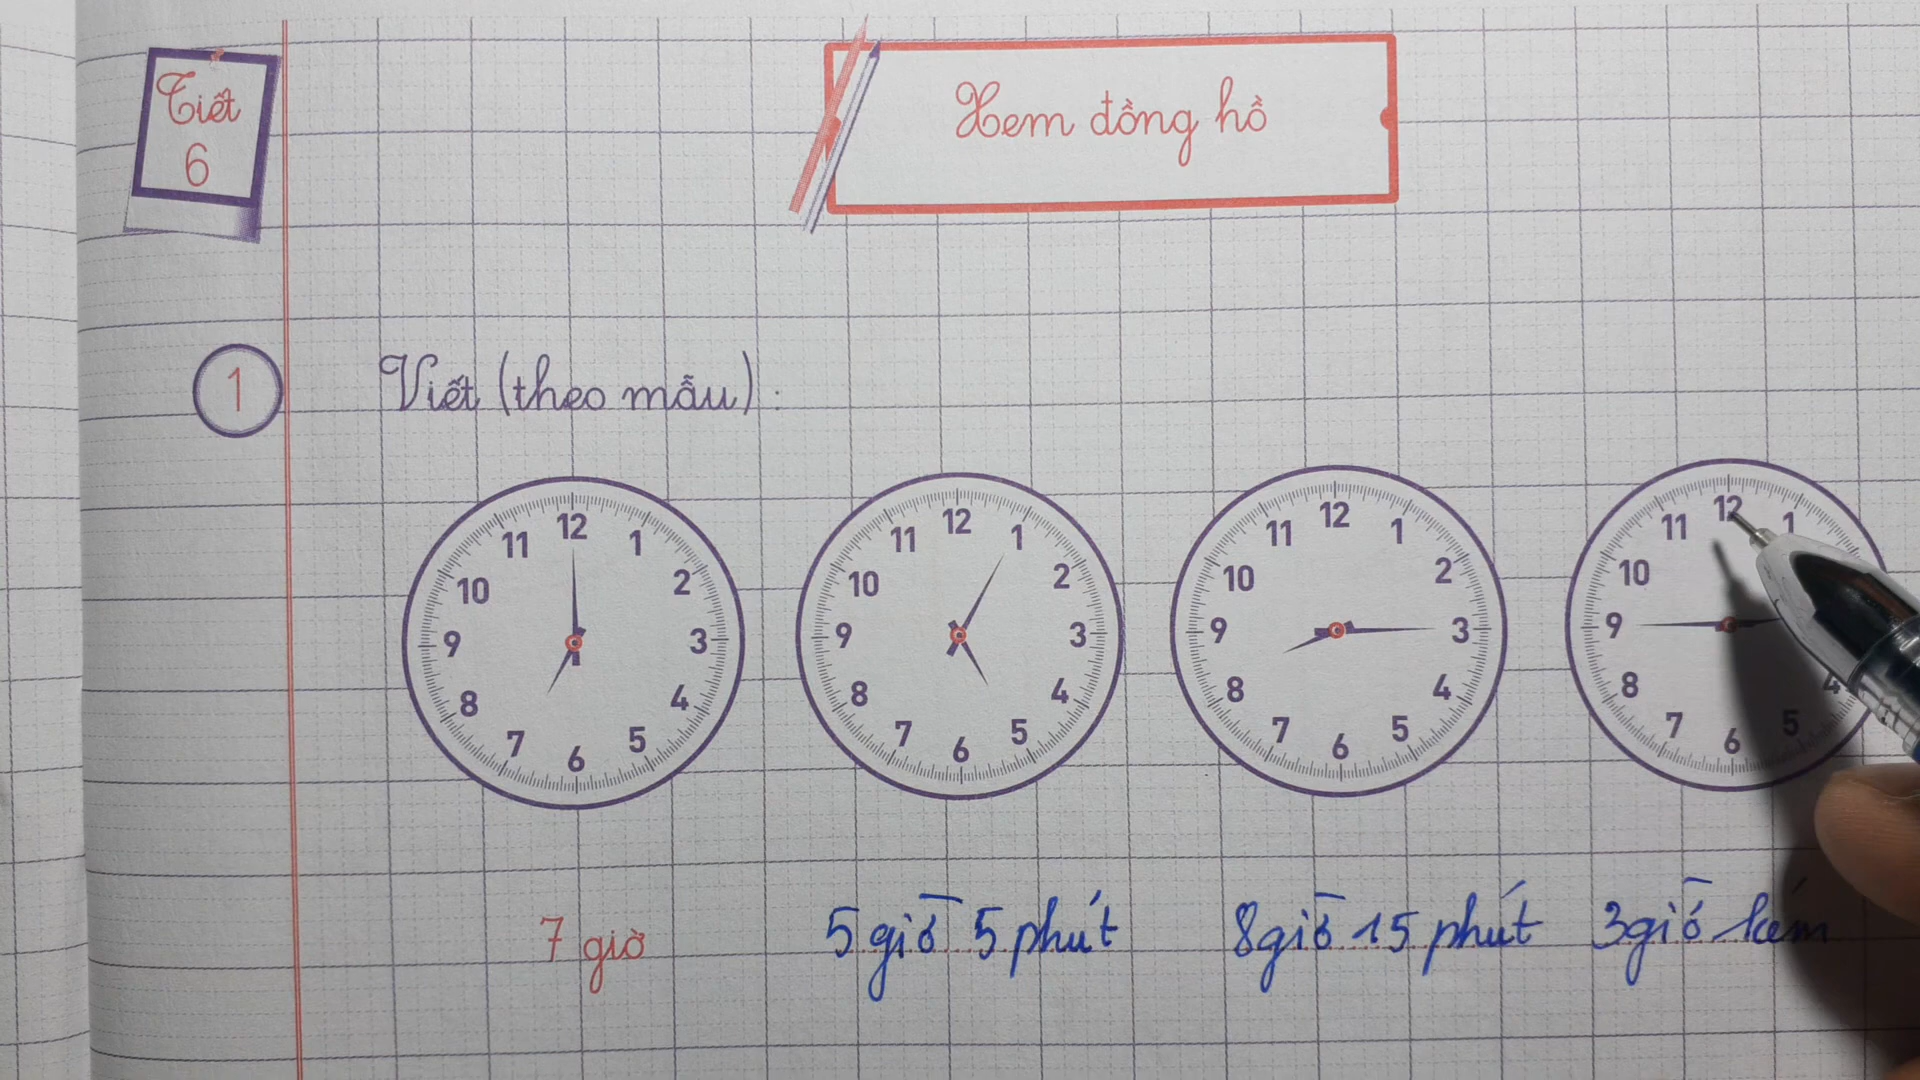 Tiết
6
Xem đồng hồ
1
Viết (theo mẫu) :
12 1 2 3 4 5 6 7 8 9 10 11
12 1 2 3 4 5 6 7 8 9 10 11
12 1 2 3 4 5 6 7 8 9 10 11
12 1 4 5 6 7 8 9 10 11
7 giờ
5 giờ 5 phút
8 giờ 15 phút
3 giờ kém